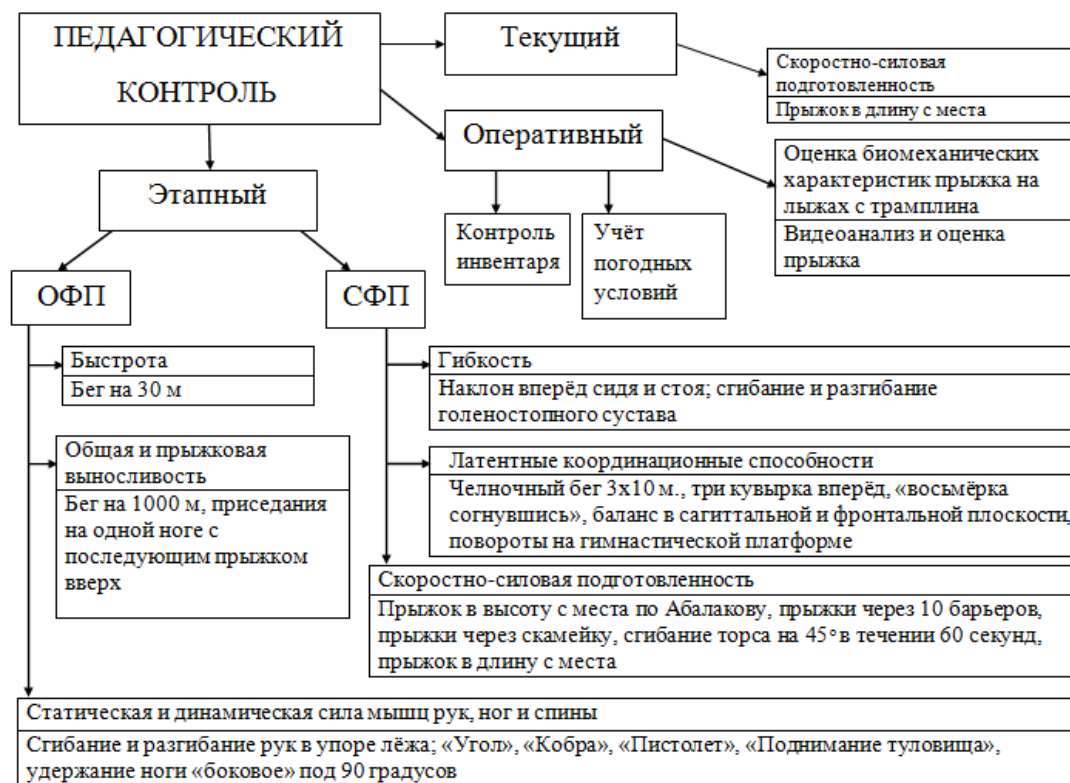 ПЕДАГОГИЧЕСКИЙ
КОНТРОЛЬ
Текущий
Скоростно-силовая
подготовленность
Прыжок в длину с места
Оперативный
Оценка биомеханических
характеристик прыжка на
лыжах с трамплина
Видеоанализ и оценка
прыжка
Этапный
Контроль
инвентаря
Учёт
погодных
условий
ОФП
СФП
Быстрота
Бег на 30 м
Гибкость
Наклон вперёд сидя и стоя; сгибание и разгибание
голеностопного сустава
Общая и прыжковая
выносливость
Бег на 1000 м, приседания
на одной ноге с
последующим прыжком
вверх
Латентные координационные способности
Челночный бег 3х10 м., три кувырка вперёд, «восьмёрка
согнувшись», баланс в сагиттальной и фронтальной плоскости,
повороты на гимнастической платформе
Скоростно-силовая подготовленность
Прыжок в высоту с места по Абалакову, прыжки через 10 барьеров,
прыжки через скамейку, сгибание торса на 45° в течении 60 секунд,
прыжок в длину с места
Статическая и динамическая сила мышц рук, ног и спины
Сгибание и разгибание рук в упоре лёжа; «Угол», «Кобра», «Пистолет», «Поднимание туловища»,
удержание ноги «боковое» под 90 градусов